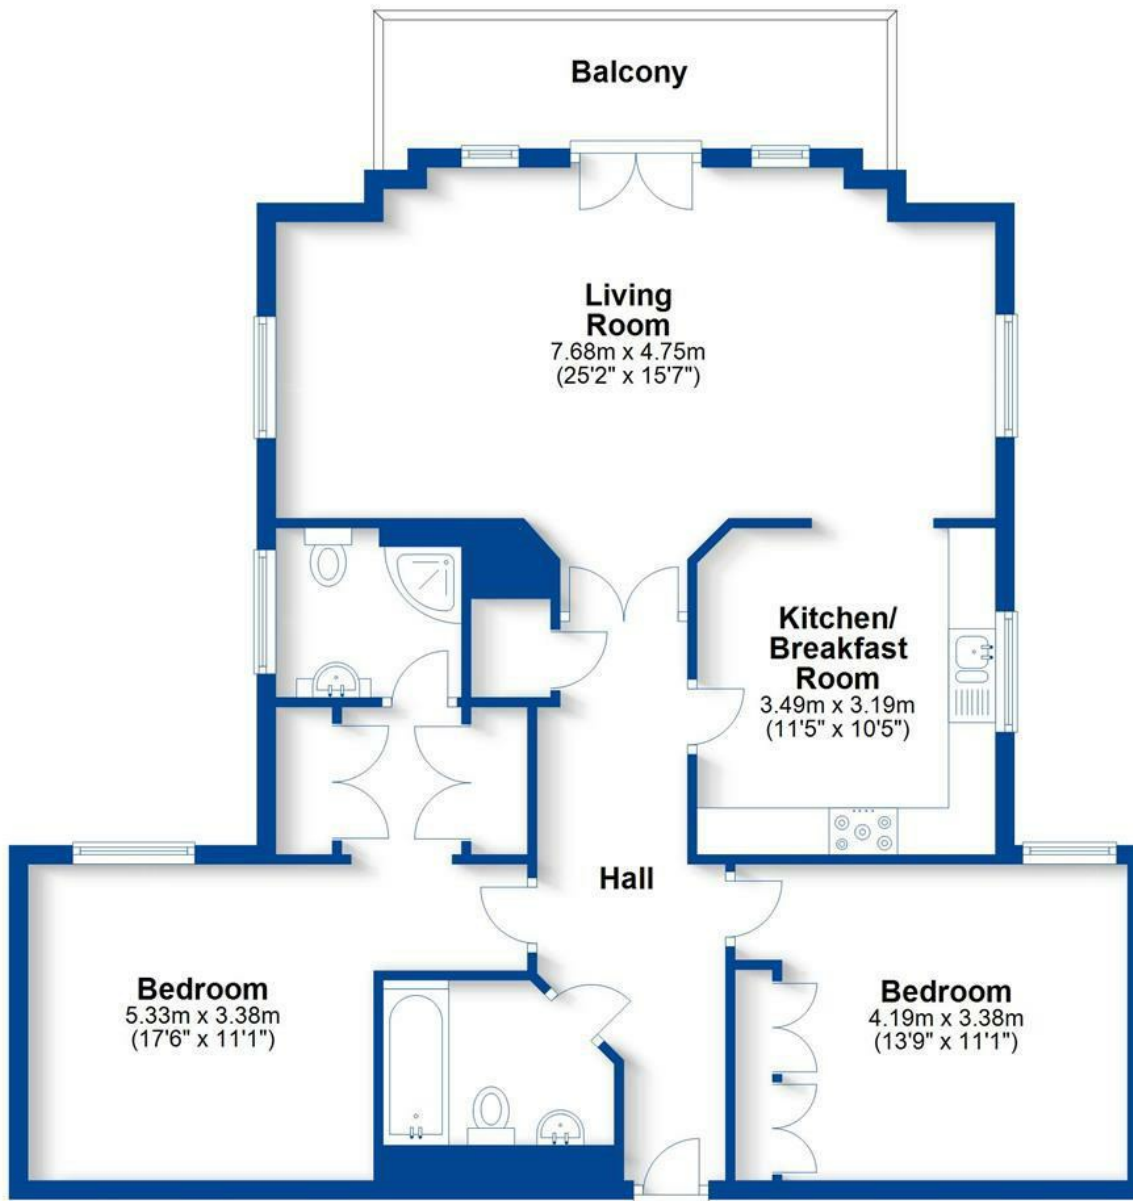 Balcony
Living
Room
7.68m x 4.75m
(25'2" x 15'7")
Kitchen/
Breakfast
Room
3.49m x 3.19m
(11'5" x 10'5")
Hall
Bedroom
5.33m x 3.38m
(17'6" x 11'1")
Bedroom
4.19m x 3.38m
(13'9" x 11'1")